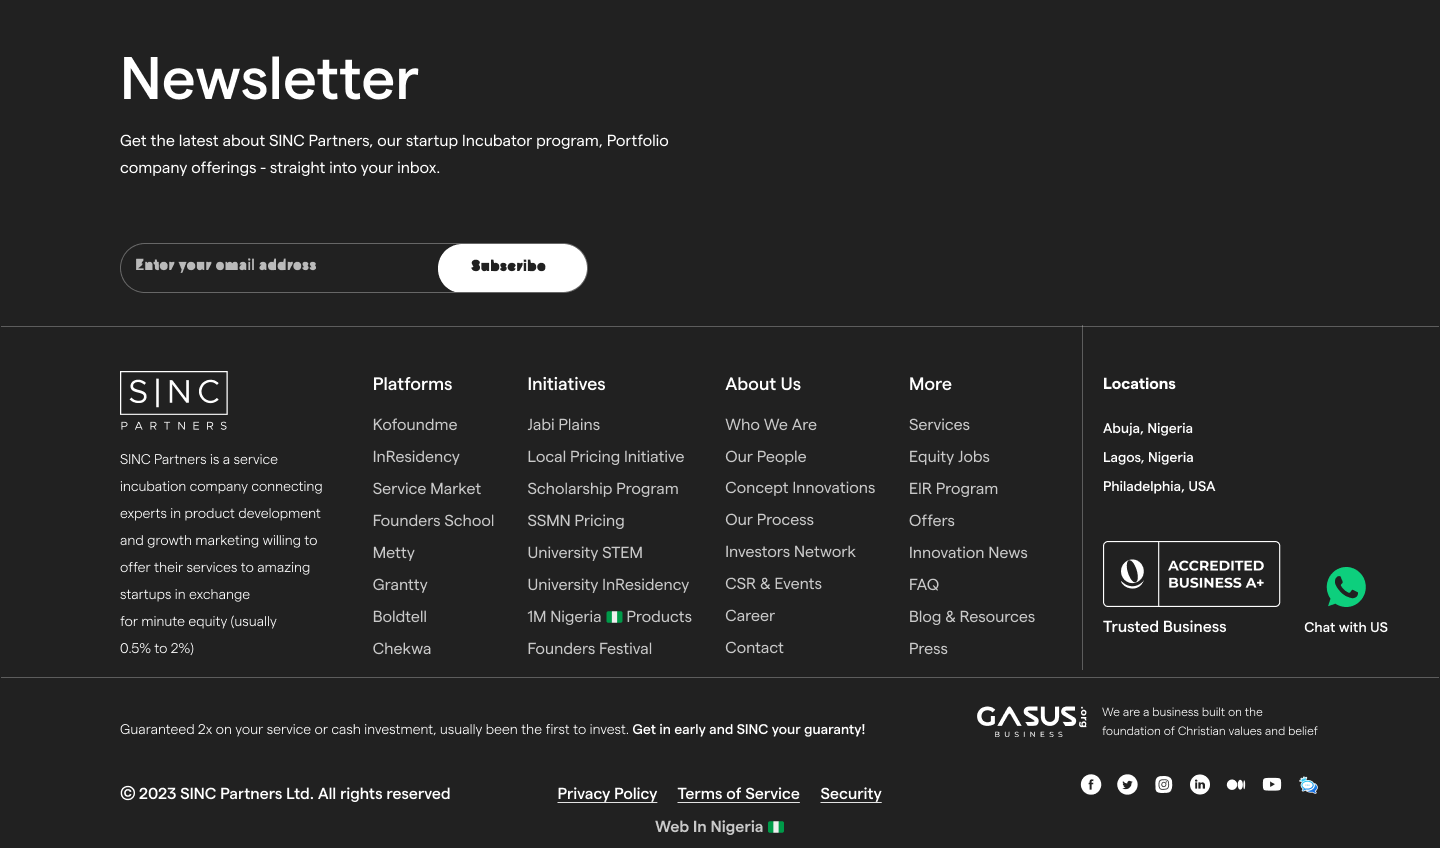 Newsletter
Get the latest about SINC Partners, our startup Incubator program, Portfolio
company offerings - straight into your inbox.
Enter your email address
Subscribe
SINC
PARTNERS
SINC Partners is a service
incubation company connecting
experts in product development
and growth marketing willing to
offer their services to amazing
startups in exchange
for minute equity (usually
0.5% to 2%)
Platforms
Kofoundme
InResidency
Service Market
Founders School
Metty
Grantty
Boldtell
Chekwa
Initiatives
Jabi Plains
Local Pricing Initiative
Scholarship Program
SSMN Pricing
University STEM
University InResidency
1M Nigeria 🇳🇬 Products
Founders Festival
About Us
Who We Are
Our People
Concept Innovations
Our Process
Investors Network
CSR & Events
Career
Contact
More
Services
Equity Jobs
EIR Program
Offers
Innovation News
FAQ
Blog & Resources
Press
Locations
Abuja, Nigeria
Lagos, Nigeria
Philadelphia, USA
ACCREDITED
BUSINESS A+
Trusted Business
Chat with US
Guaranteed 2x on your service or cash investment, usually been the first to invest. Get in early and SINC your guaranty!
GASUS.org
BUSINESS
We are a business built on the
foundation of Christian values and belief
© 2023 SINC Partners Ltd. All rights reserved
Privacy Policy Terms of Service Security
Web In Nigeria 🇳🇬